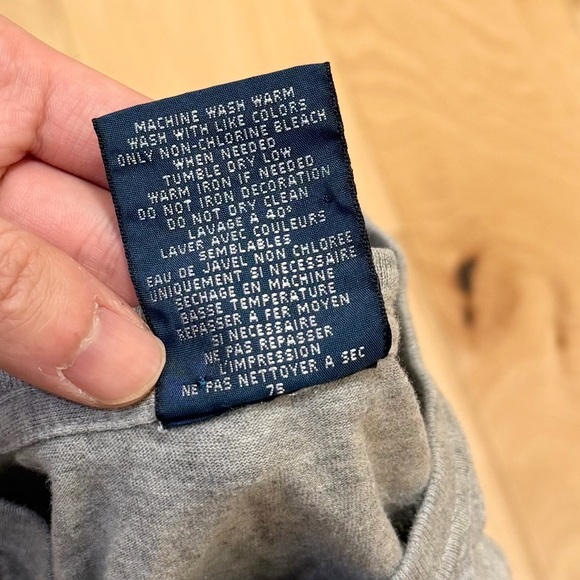 MACHINE WASH WARM
WASH WITH LIKE COLORS
ONLY NON-CHLORINE BLEACH
WHEN NEEDED
TUMBLE DRY LOW
WARM IRON IF NEEDED
DO NOT IRON DECORATION
DO NOT DRY CLEAN
LAVAGE A 40°
LAVER AVEC COULEURS
SEMBLABLES
EAU DE JAVEL NON CHLOREE
UNIQUEMENT SI NECESSAIRE
SECHAGE EN MACHINE
BASSE TEMPERATURE
REPASSER A FER MOYEN
SI NECESSAIRE
NE PAS REPASSER
L'IMPRESSION
NE PAS NETTOYER A SEC
75